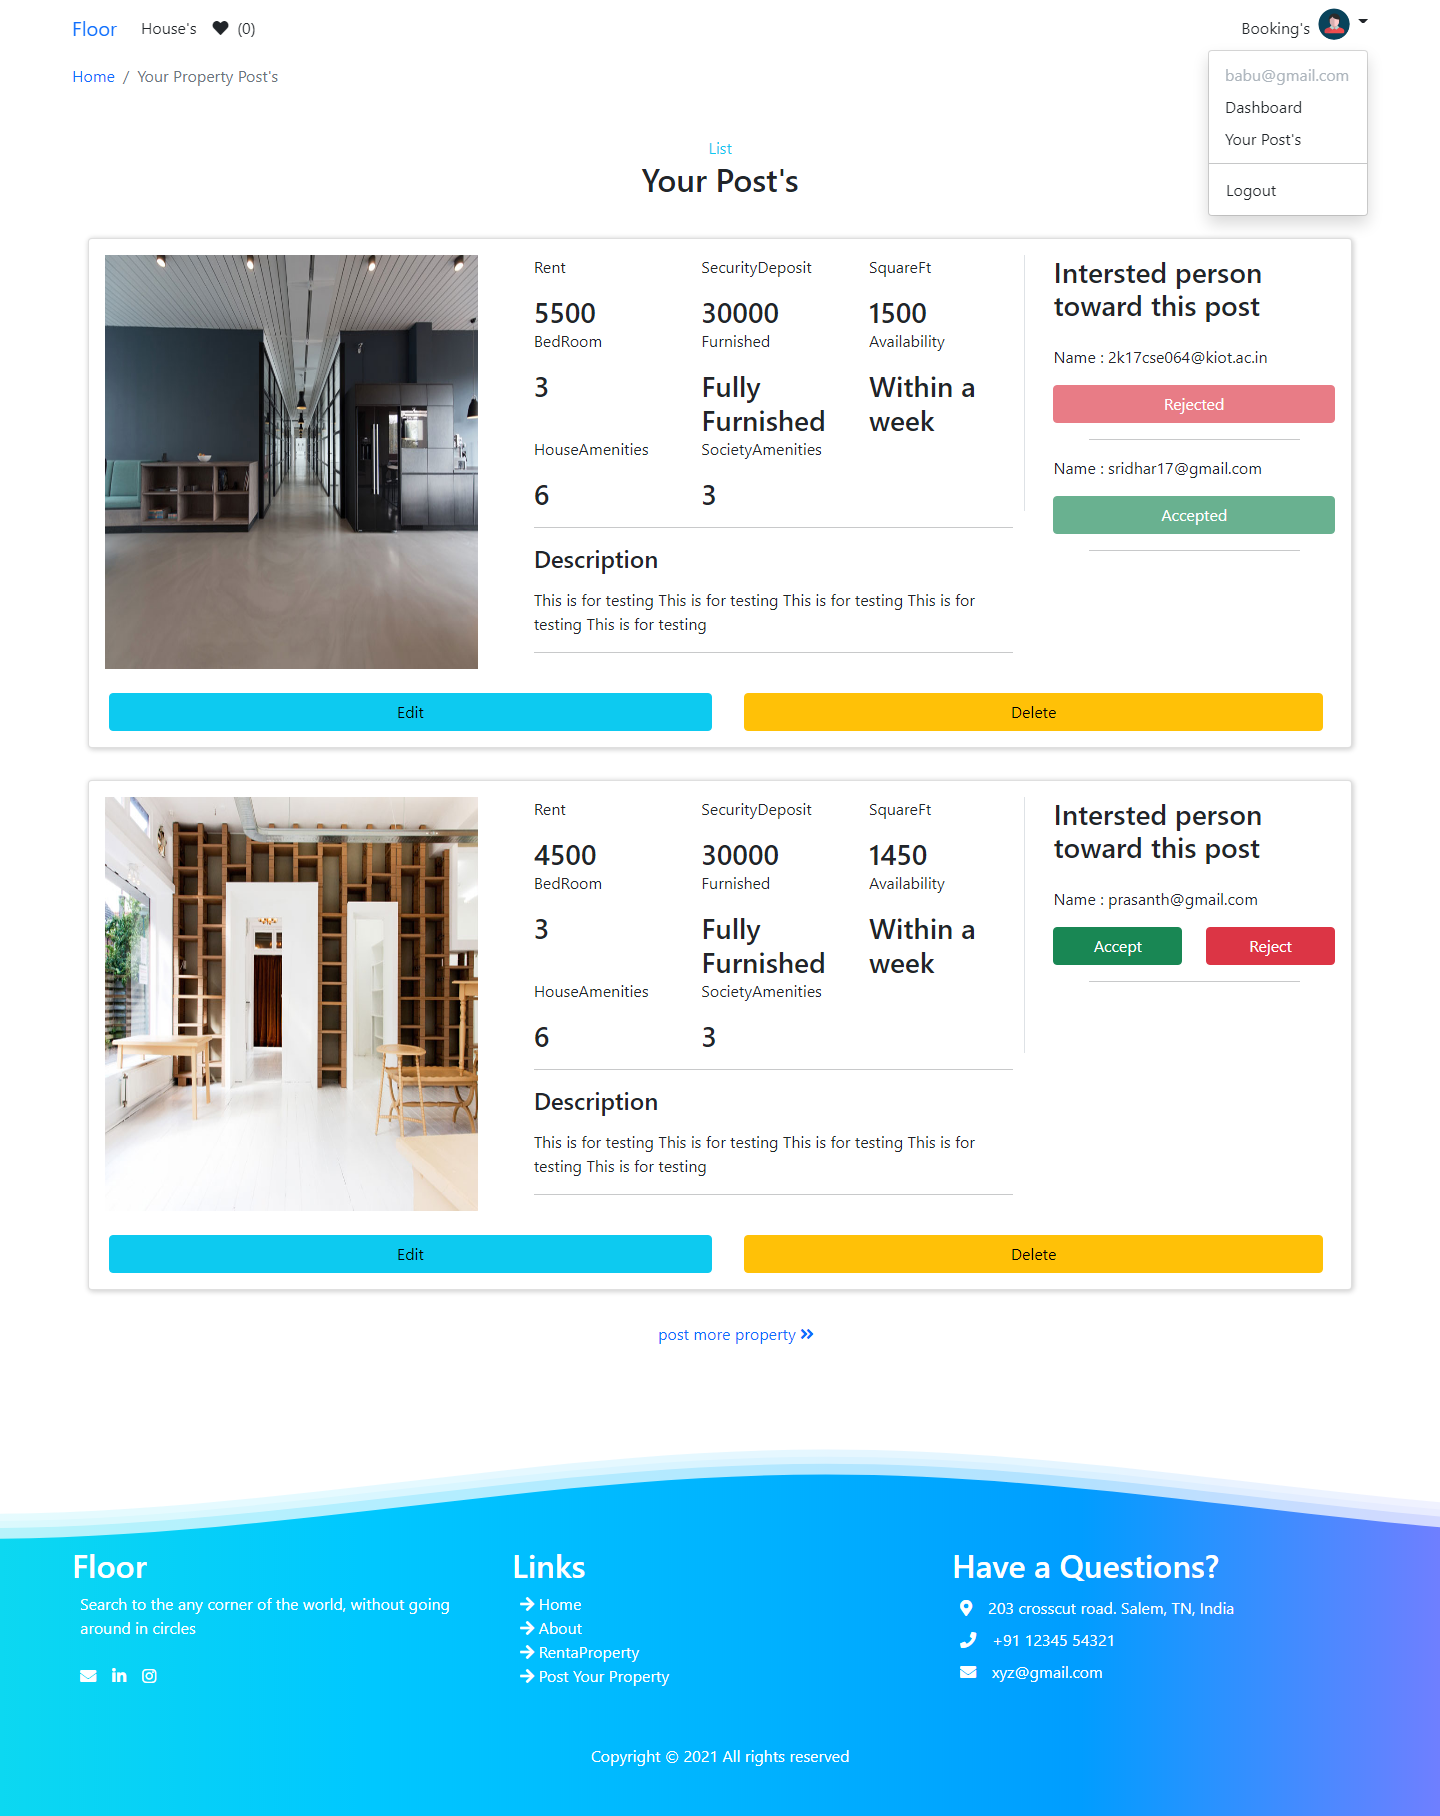 Floor House's (0) Booking's
Home / Your Property Post's
babu@gmail.com
Dashboard
Your Post's
Logout
List
Your Post's
Rent SecurityDeposit SquareFt
5500 30000 1500
BedRoom Furnished Availability
3 Fully Within a
Furnished week
HouseAmenities SocietyAmenities
6 3
Description
This is for testing This is for testing This is for testing This is for
testing This is for testing
Intersted person
toward this post
Name : 2k17cse064@kiot.ac.in
Rejected
Name : sridhar17@gmail.com
Accepted
Edit Delete
Rent SecurityDeposit SquareFt
4500 30000 1450
BedRoom Furnished Availability
3 Fully Within a
Furnished week
HouseAmenities SocietyAmenities
6 3
Description
This is for testing This is for testing This is for testing This is for
testing This is for testing
Intersted person
toward this post
Name : prasanth@gmail.com
Accept Reject
Edit Delete
post more property
Floor
Search to the any corner of the world, without going
around in circles
Links
Home
About
RentaProperty
Post Your Property
Have a Questions?
203 crosscut road. Salem, TN, India
+91 12345 54321
xyz@gmail.com
Copyright © 2021 All rights reserved